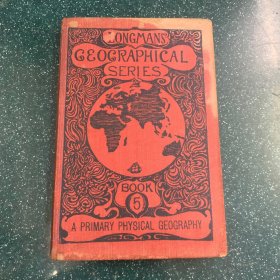 LONGMANS'
GEOGRAPHICAL
SERIES
BOOK
5
A PRIMARY PHYSICAL GEOGRAPHY